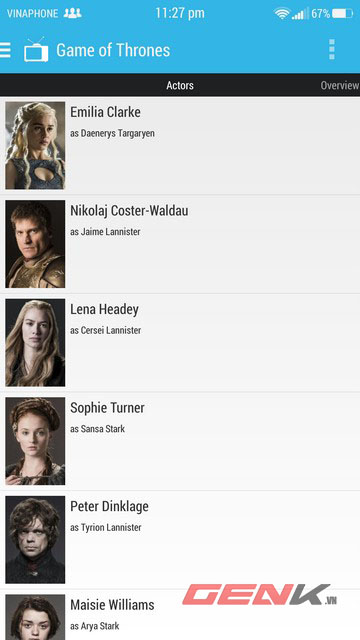 VINAPHONE 11:27 pm 67%
Game of Thrones
Actors Overview
Emilia Clarke
as Daenerys Targaryen
Nikolaj Coster-Waldau
as Jaime Lannister
Lena Headey
as Cersei Lannister
Sophie Turner
as Sansa Stark
Peter Dinklage
as Tyrion Lannister
Maisie Williams
as Arya Stark
GENK.VN